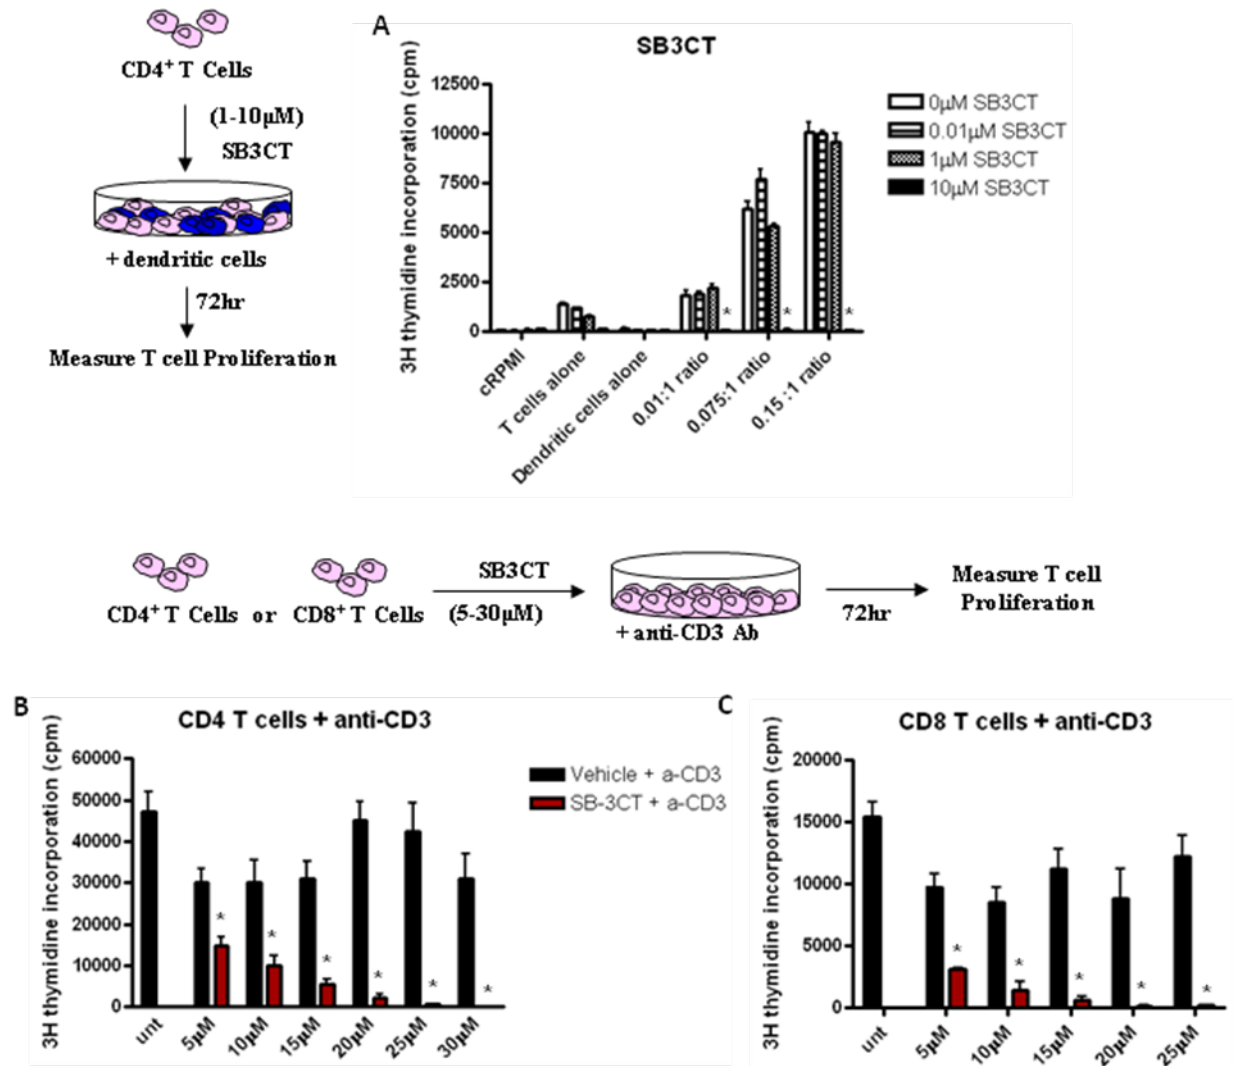 CD4+ T Cells
(1-10µM)
SB3CT
+ dendritic cells
72hr
Measure T cell Proliferation
A
SB3CT
3H thymidine incorporation (cpm)
12500
10000
7500
5000
2500
0
0µM SB3CT
0.01µM SB3CT
1µM SB3CT
10µM SB3CT
* * *
cRPMI
T cells alone
Dendritic cells alone
0.01:1 ratio
0.075:1 ratio
0.15 :1 ratio
CD4+ T Cells or CD8+ T Cells
SB3CT
(5-30µM)
+ anti-CD3 Ab
72hr
Measure T cell
Proliferation
B
CD4 T cells + anti-CD3
3H thymidine incorporation (cpm)
60000
50000
40000
30000
20000
10000
0
Vehicle + a-CD3
SB-3CT + a-CD3
* * * * * *
unt
5µM
10µM
15µM
20µM
25µM
30µM
C
CD8 T cells + anti-CD3
3H thymidine incorporation (cpm)
20000
15000
10000
5000
0
* * * * *
unt
5µM
10µM
15µM
20µM
25µM